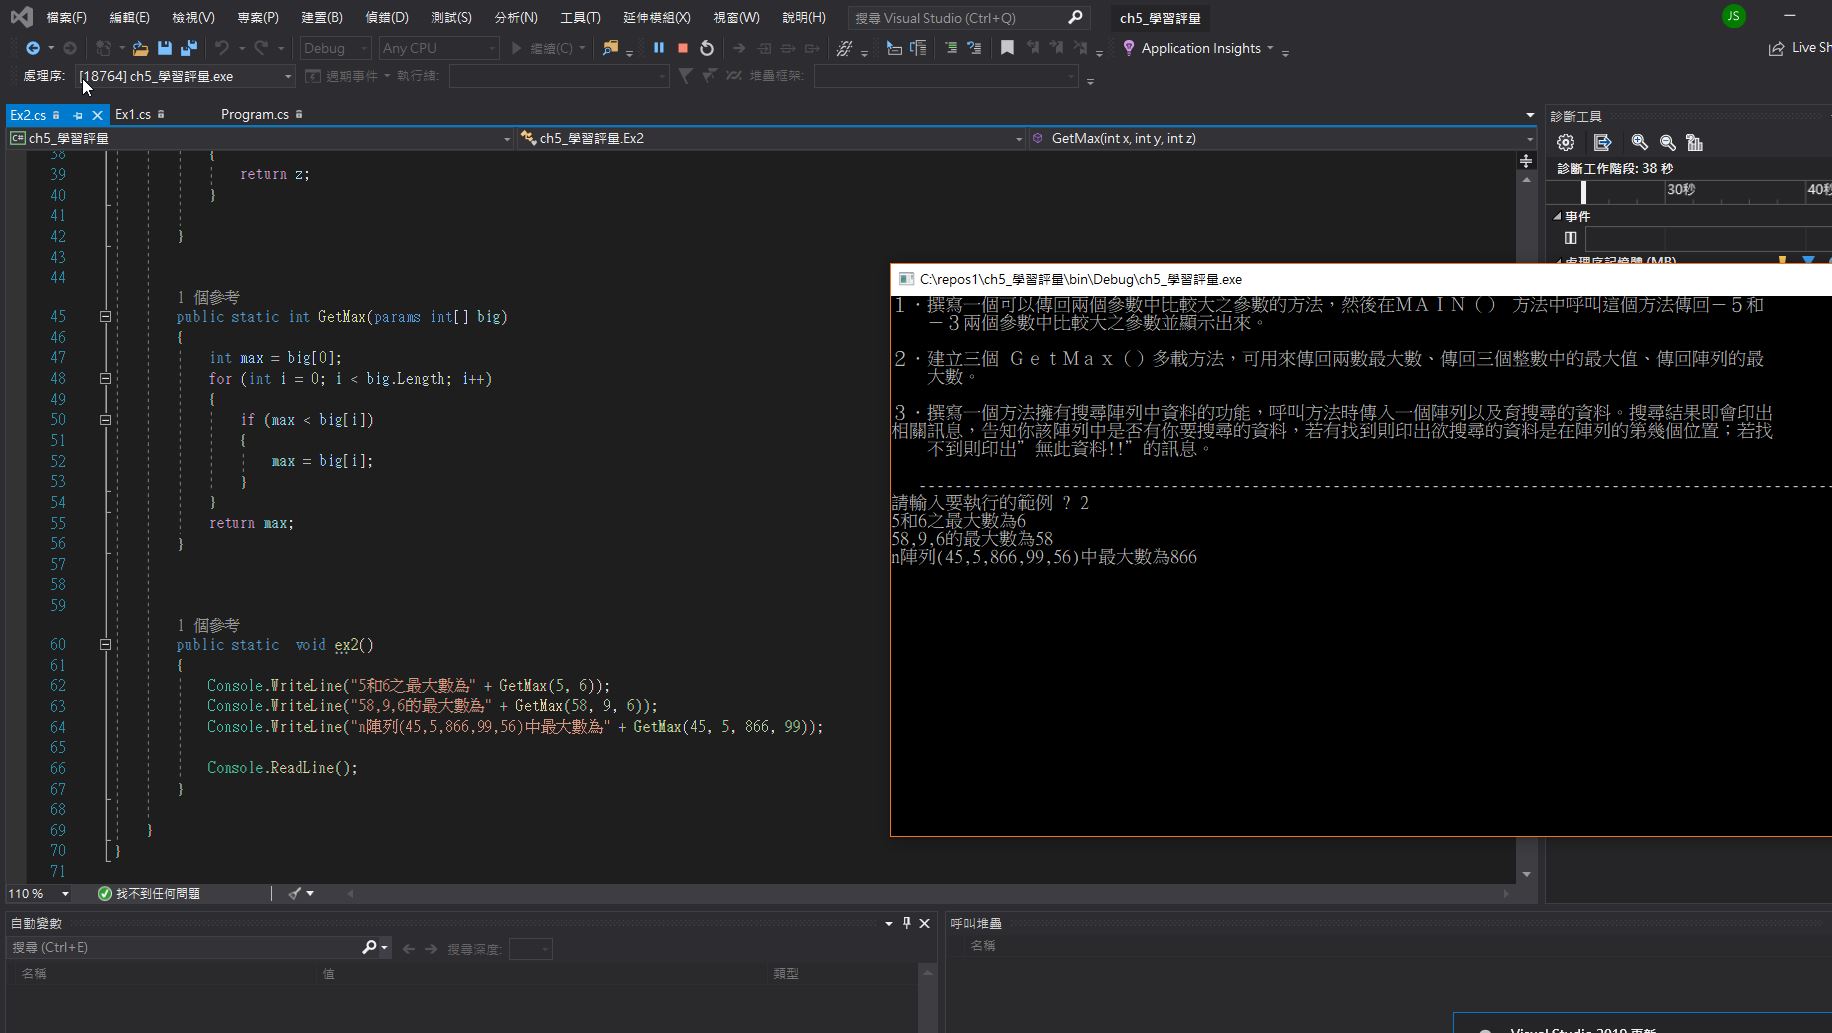 檔案(F) 編輯(E) 檢視(V) 專案(P) 建置(B) 偵錯(D) 測試(S) 分析(N) 工具(T) 延伸模組(X) 視窗(W) 說明(H) 搜尋 Visual Studio (Ctrl+Q) ch5_學習評量 JS
Debug Any CPU 繼續(C) Application Insights Live Sh
處理序: [18764] ch5_學習評量.exe 週期事件 執行緒: 堆疊框架:
Ex2.cs Ex1.cs Program.cs
C# ch5_學習評量 ch5_學習評量.Ex2 GetMax(int x, int y, int z)
38 {
39 return z;
40 }
41
42 }
43
44
1 個參考
45 public static int GetMax(params int[] big)
46 {
47 int max = big[0];
48 for (int i = 0; i < big.Length; i++)
49 {
50 if (max < big[i])
51 {
52 max = big[i];
53 }
54 }
55 return max;
56 }
57
58
59
1 個參考
60 public static  void ex2()
61 {
62 Console.WriteLine("5和6之最大數為" + GetMax(5, 6));
63 Console.WriteLine("58,9,6的最大數為" + GetMax(58, 9, 6));
64 Console.WriteLine("n陣列(45,5,866,99,56)中最大數為" + GetMax(45, 5, 866, 99));
65
66 Console.ReadLine();
67 }
68
69 }
70 }
71
110 % 找不到任何問題
診斷工具
診斷工作階段: 38 秒
30秒 40秒
事件
處理序記憶體 (MB)
C:\repos1\ch5_學習評量\bin\Debug\ch5_學習評量.exe
１．撰寫一個可以傳回兩個參數中比較大之參數的方法，然後在ＭＡＩＮ（） 方法中呼叫這個方法傳回－５和
－３兩個參數中比較大之參數並顯示出來。
２．建立三個 ＧｅｔＭａｘ（）多載方法，可用來傳回兩數最大數、傳回三個整數中的最大值、傳回陣列的最
大數。
３．撰寫一個方法擁有搜尋陣列中資料的功能，呼叫方法時傳入一個陣列以及育搜尋的資料。搜尋結果即會印出
相關訊息，告知你該陣列中是否有你要搜尋的資料，若有找到則印出欲搜尋的資料是在陣列的第幾個位置；若找
不到則印出”無此資料!!”的訊息。
--------------------------------------------------------------------------------
請輸入要執行的範例 ? 2
5和6之最大數為6
58,9,6的最大數為58
n陣列(45,5,866,99,56)中最大數為866
自動變數
搜尋 (Ctrl+E) 搜尋深度:
名稱 值 類型
呼叫堆疊
名稱
Visual Studio 2019 更新